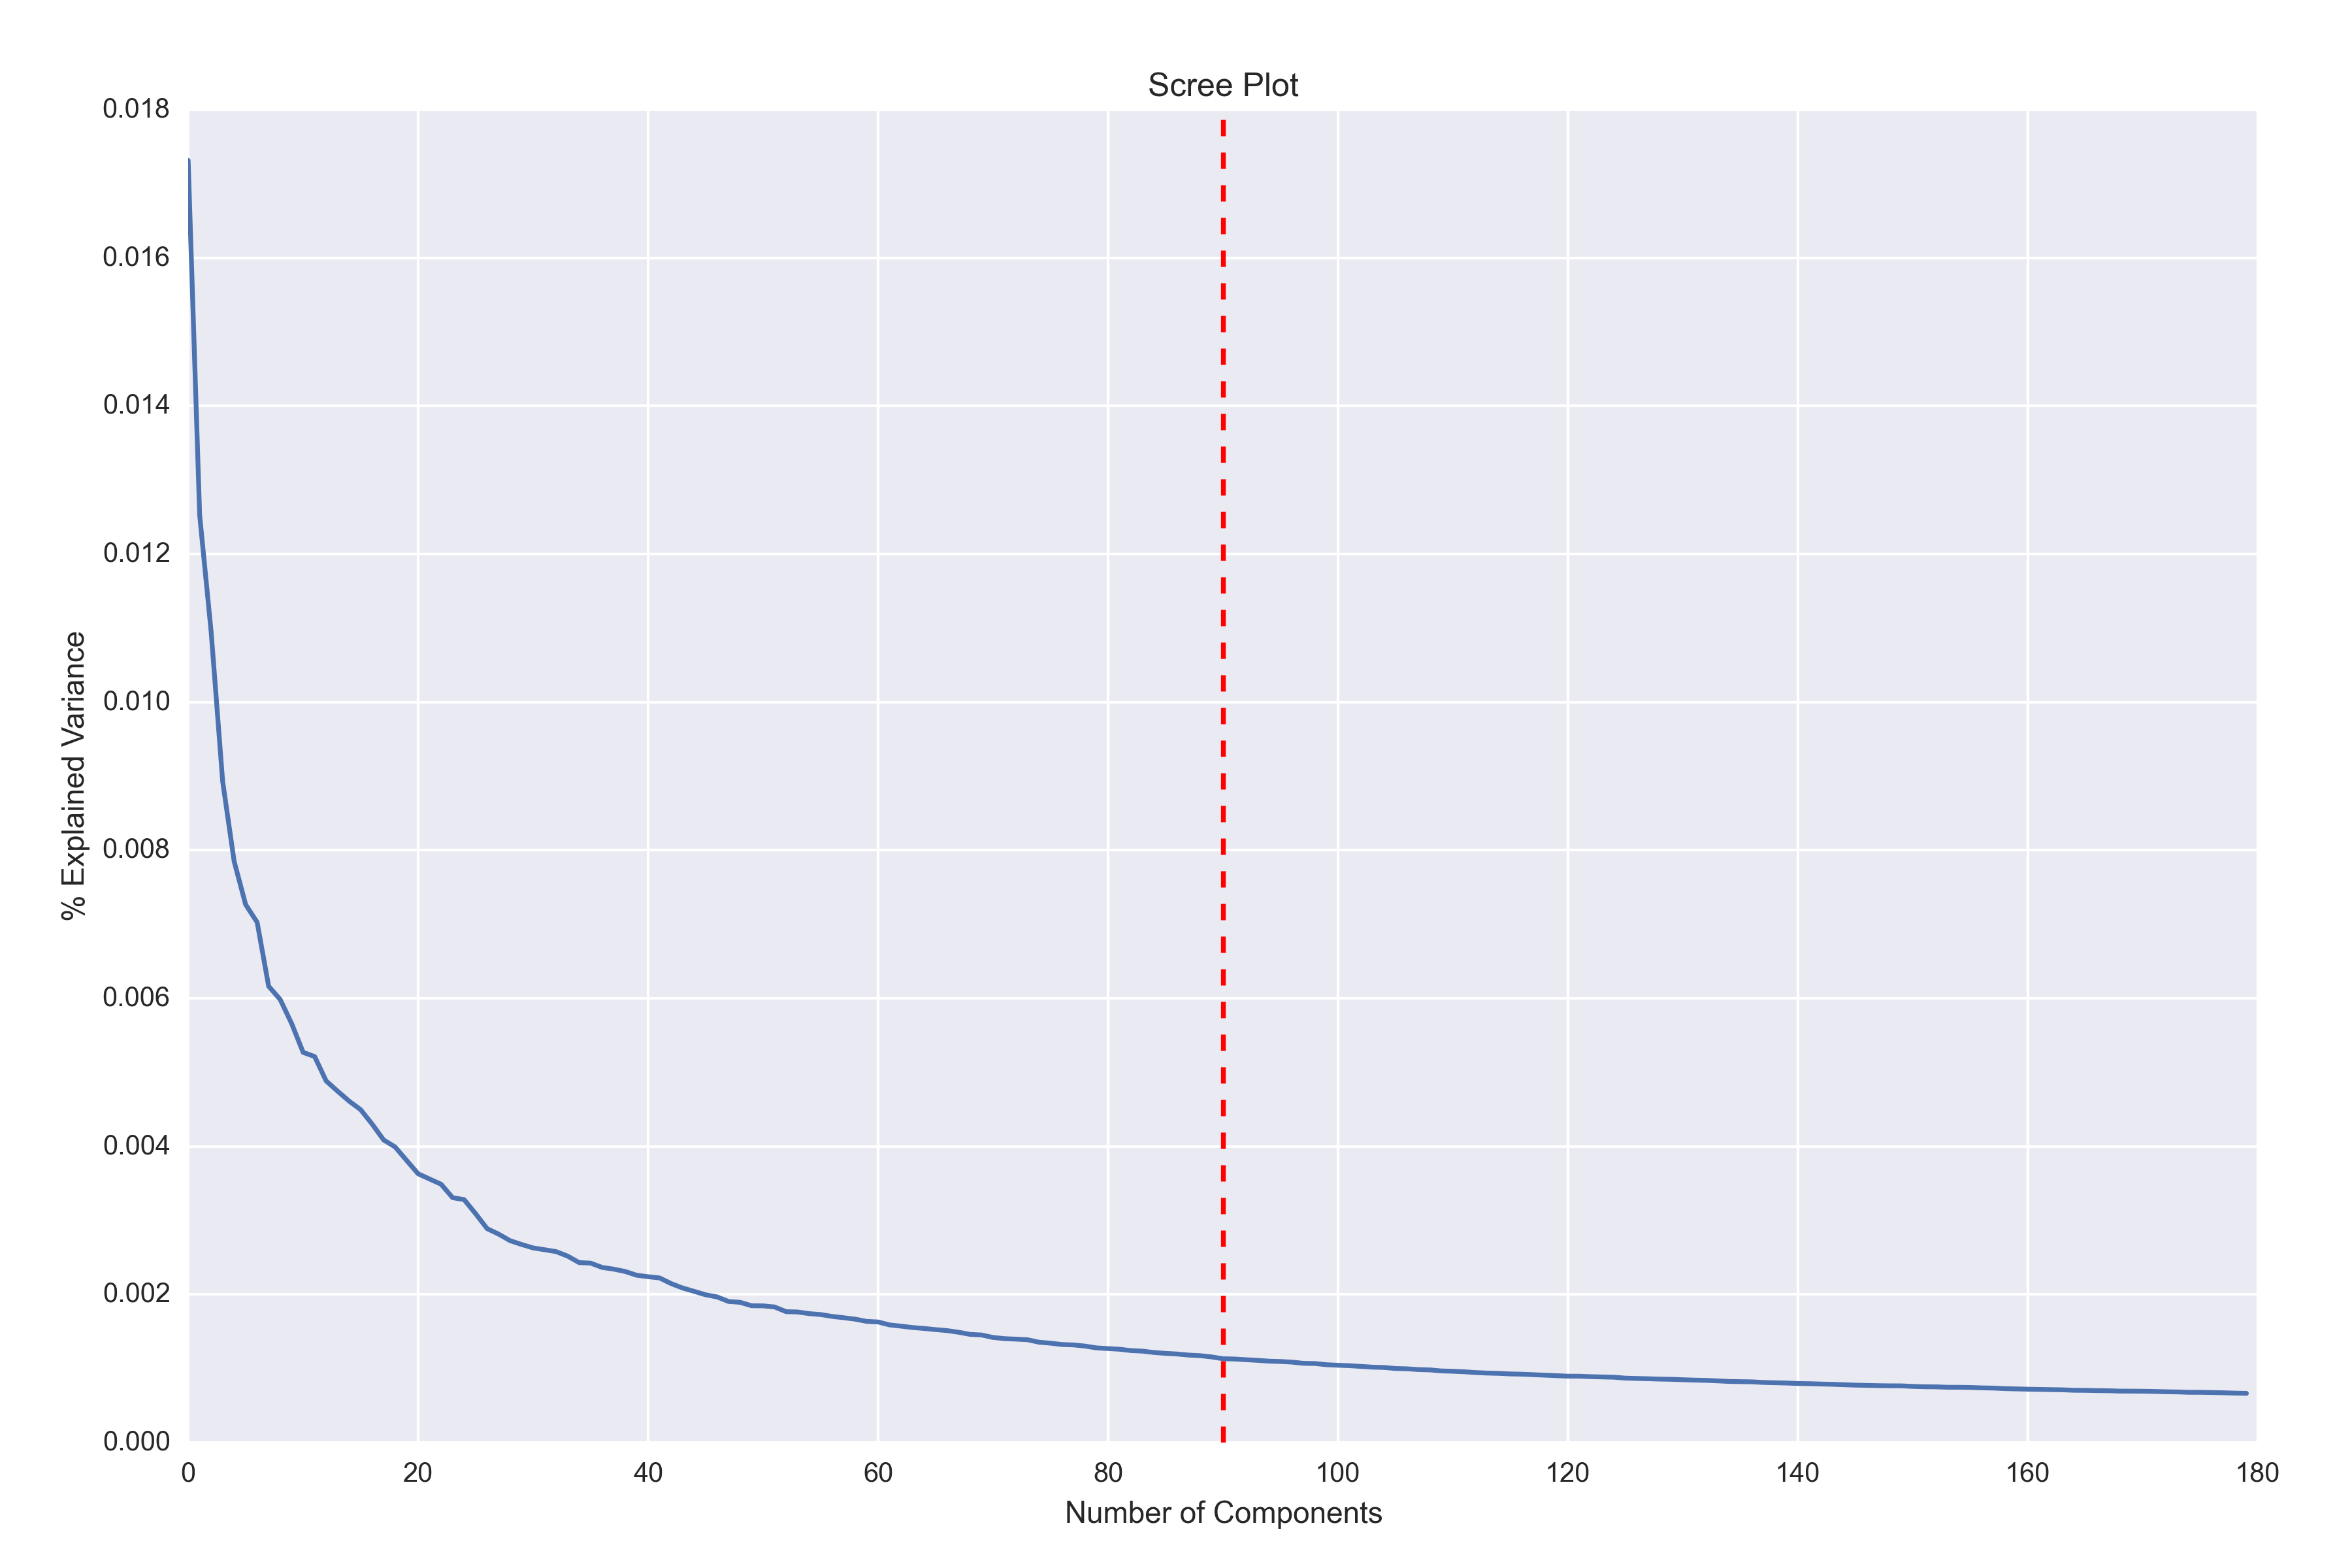 Scree Plot
0.018
0.016
0.014
0.012
0.010
0.008
0.006
0.004
0.002
0.000
% Explained Variance
0 20 40 60 80 100 120 140 160 180
Number of Components